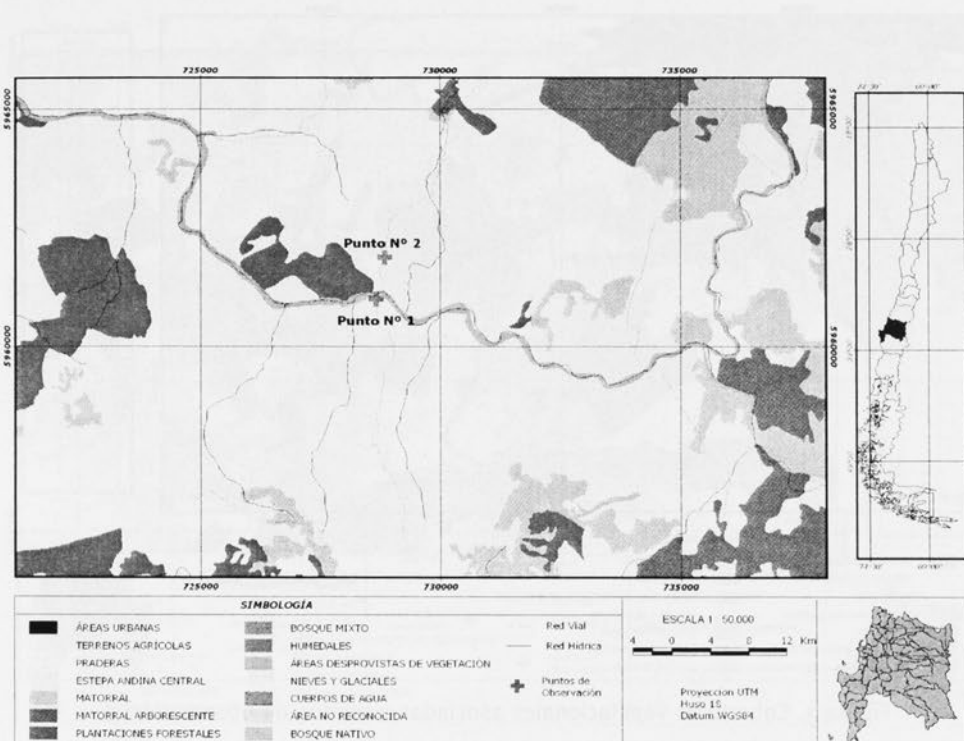 725000 730000 735000
5965000 5965000
Punto Nº 2
Punto Nº 1
5960000 5960000
725000 730000 735000
SIMBOLOGÍA
ÁREAS URBANAS
TERRENOS AGRICOLAS
PRADERAS
ESTEPA ANDINA CENTRAL
MATORRAL
MATORRAL ARBORESCENTE
PLANTACIONES FORESTALES
BOSQUE MIXTO
HUMEDALES
ÁREAS DESPROVISTAS DE VEGETACIÓN
NIEVES Y GLACIALES
CUERPOS DE AGUA
ÁREA NO RECONOCIDA
BOSQUE NATIVO
Red Vial
Red Hídrica
Puntos de
Observación
ESCALA 1: 50.000
4 0 4 8 12 Km
Proyeccion UTM
Huso 18
Datum WGS84